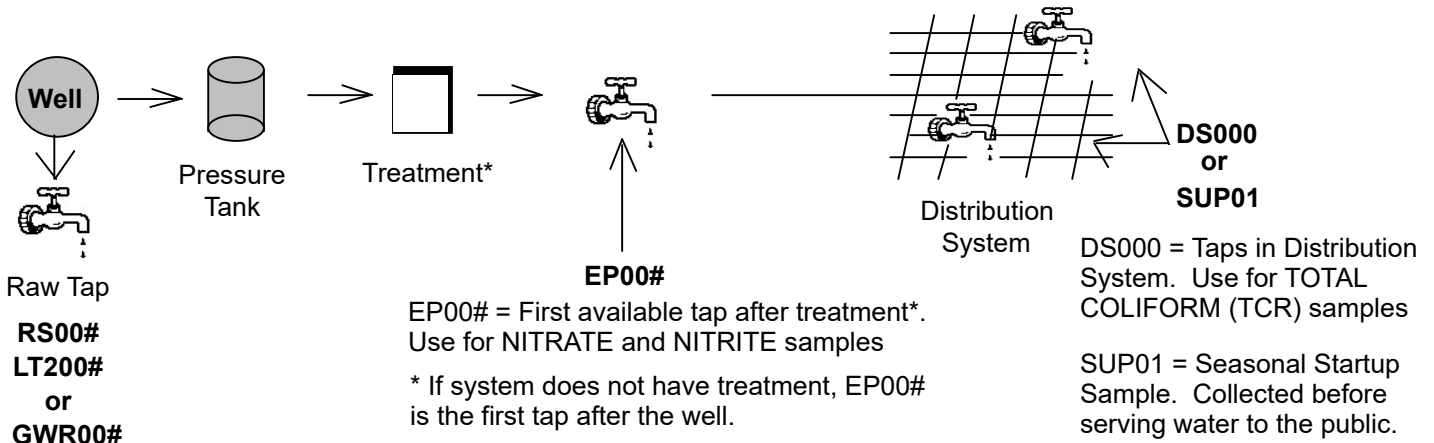 Well
Pressure
Tank
Treatment*
Distribution
System
DS000
or
SUP01
Raw Tap
RS00#
LT200#
or
GWR00#
EP00#
EP00# = First available tap after treatment*.
Use for NITRATE and NITRITE samples
* If system does not have treatment, EP00#
is the first tap after the well.
DS000 = Taps in Distribution
System. Use for TOTAL
COLIFORM (TCR) samples
SUP01 = Seasonal Startup
Sample. Collected before
serving water to the public.